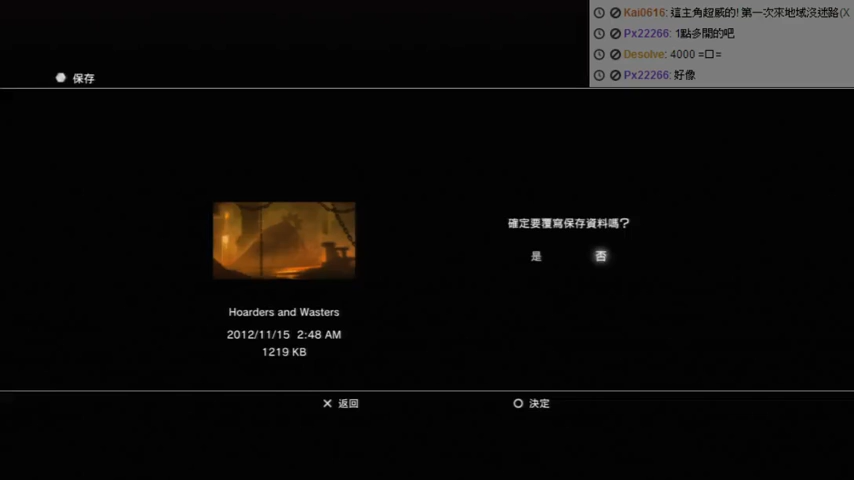 Kai0616: 這主角超威的! 第一次來地域沒迷路(X
Px22266: 1點多開的吧
Desolve: 4000 =口=
Px22266: 好像
保存
確定要覆寫保存資料嗎?
是 否
Hoarders and Wasters
2012/11/15 2:48 AM
1219 KB
× 返回 ○ 決定